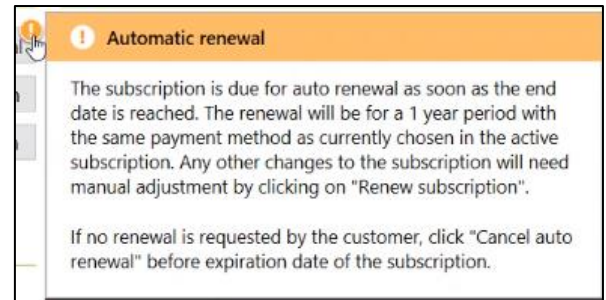 Automatic renewal
The subscription is due for auto renewal as soon as the end
date is reached. The renewal will be for a 1 year period with
the same payment method as currently chosen in the active
subscription. Any other changes to the subscription will need
manual adjustment by clicking on "Renew subscription".
If no renewal is requested by the customer, click "Cancel auto
renewal" before expiration date of the subscription.